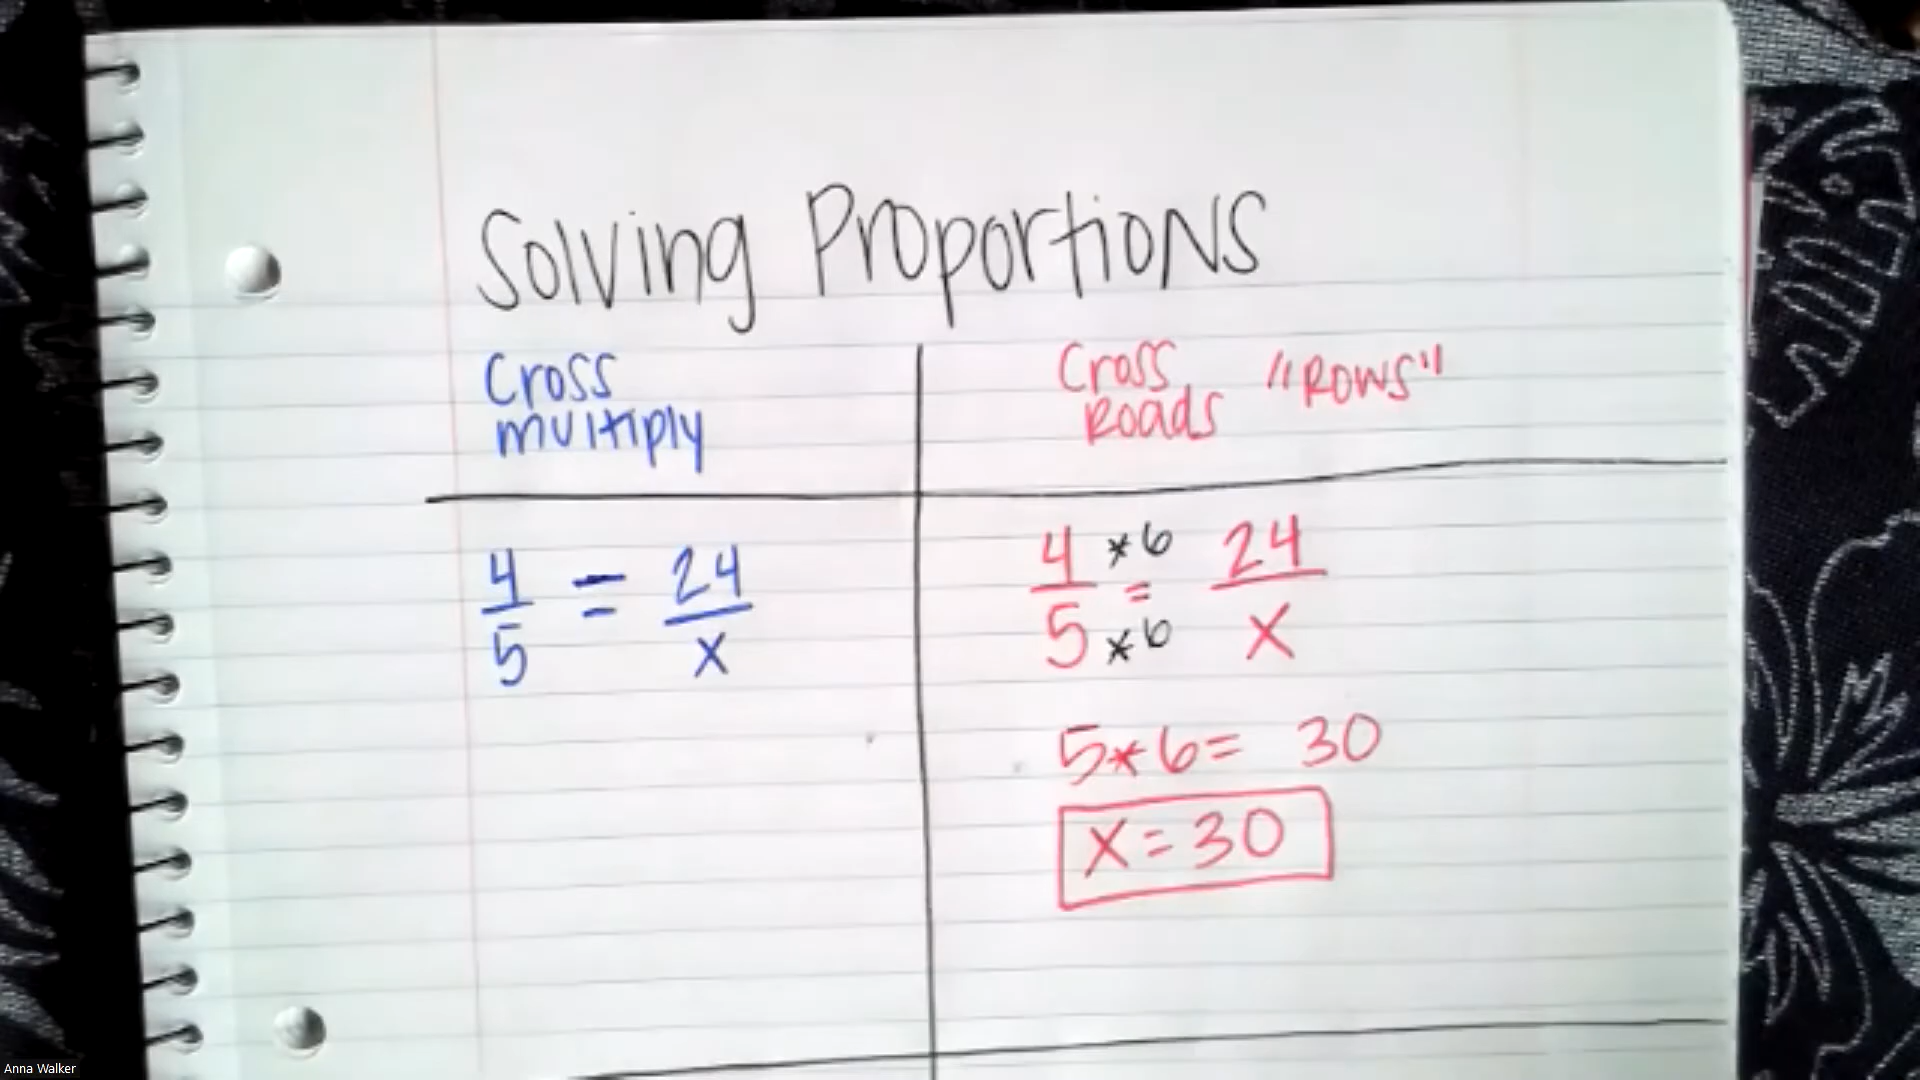 Solving Proportions
Cross
multiply
Cross
Roads
"Rows"
4/5 = 24/x
4/5 *6 = *6 24/x
5*6= 30
x=30
Anna Walker